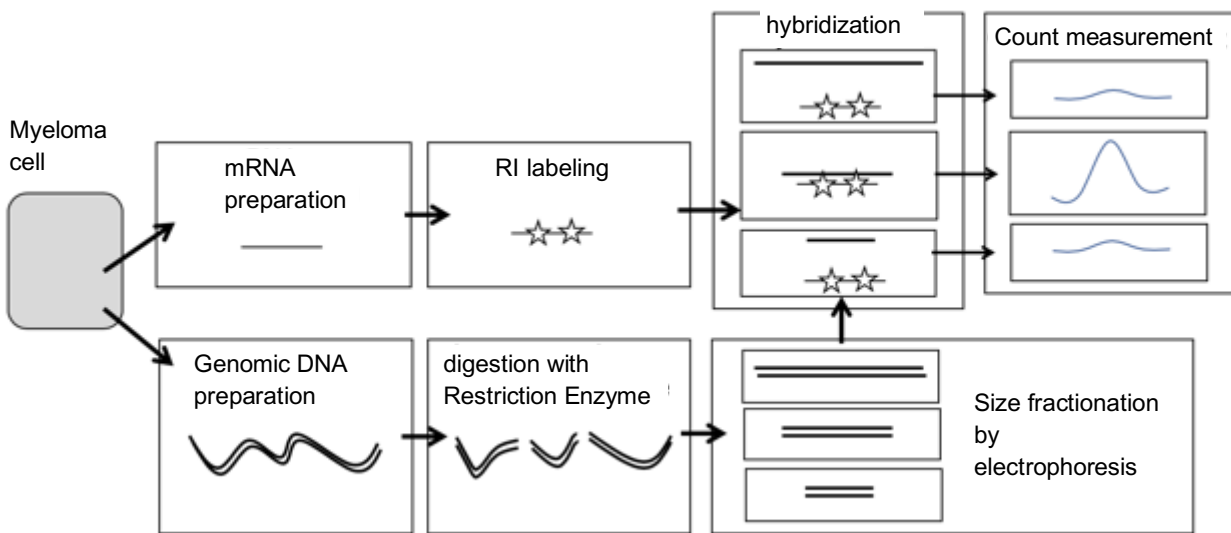 hybridization
Count measurement
Myeloma
cell
mRNA
preparation
RI labeling
Genomic DNA
preparation
digestion with
Restriction Enzyme
Size fractionation
by
electrophoresis